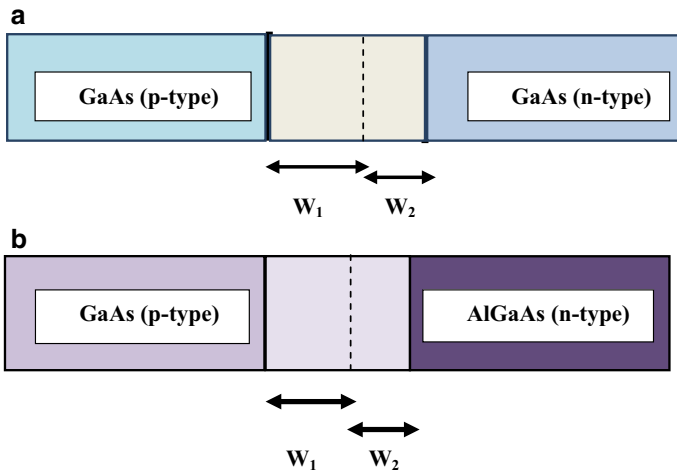 a
GaAs (p-type)
GaAs (n-type)
W₁
W₂
b
GaAs (p-type)
AlGaAs (n-type)
W₁
W₂